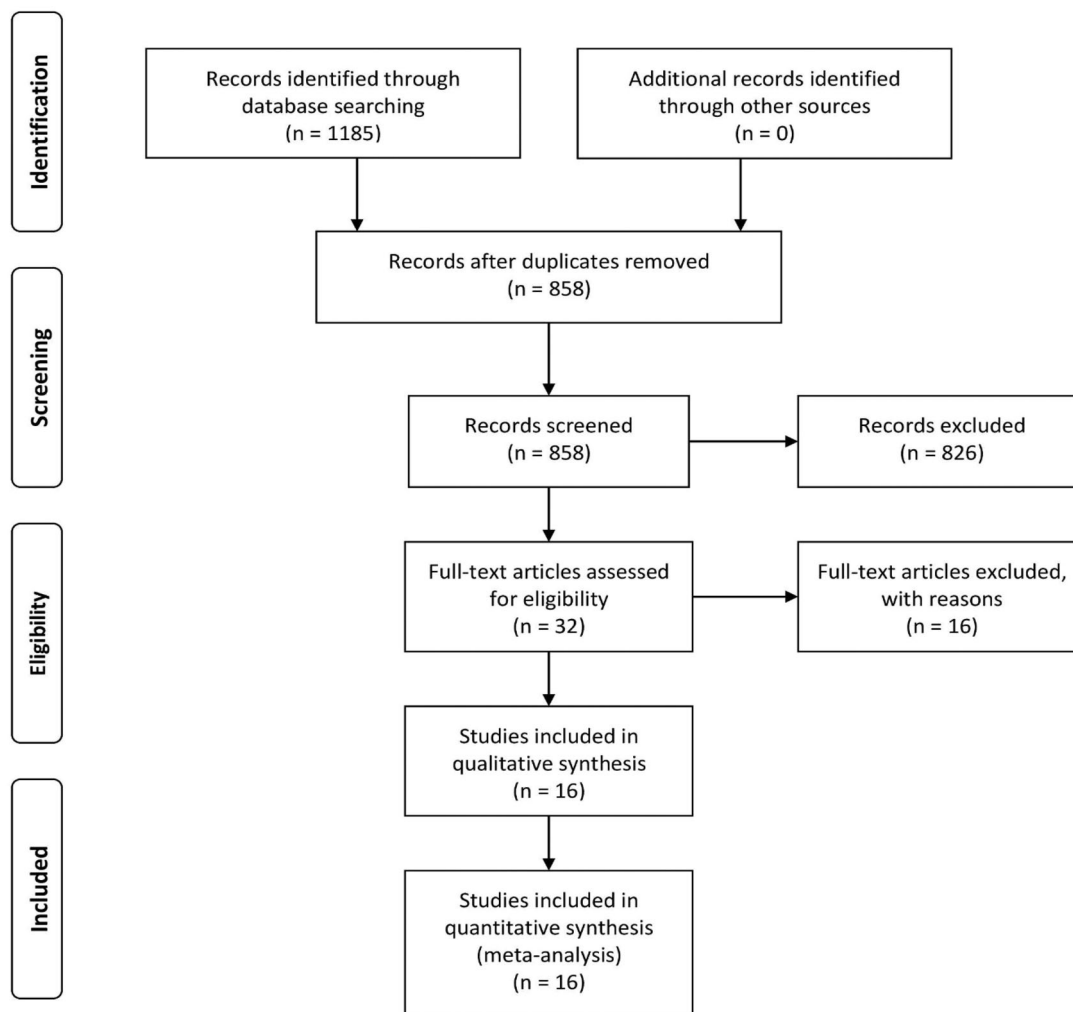 Identification
Records identified through
database searching
(n = 1185)
Additional records identified
through other sources
(n = 0)
Records after duplicates removed
(n = 858)
Screening
Records screened
(n = 858)
Records excluded
(n = 826)
Eligibility
Full-text articles assessed
for eligibility
(n = 32)
Full-text articles excluded,
with reasons
(n = 16)
Studies included in
qualitative synthesis
(n = 16)
Included
Studies included in
quantitative synthesis
(meta-analysis)
(n = 16)